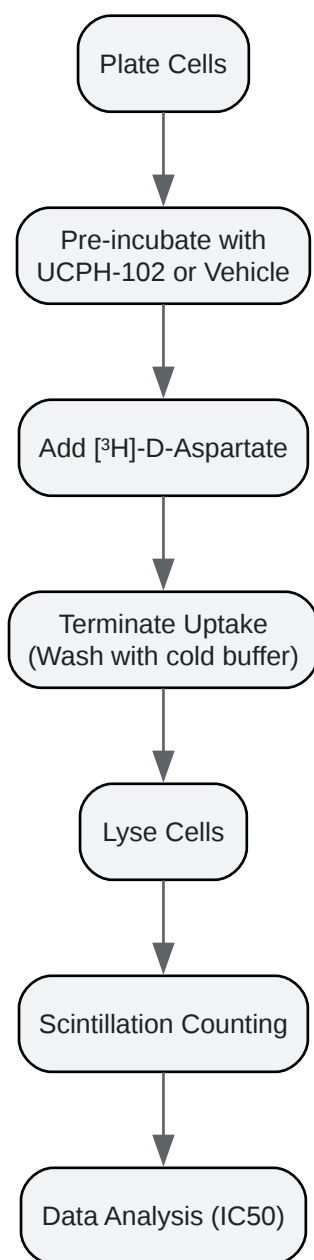 Plate Cells
Pre-incubate with
UCPH-102 or Vehicle
Add [³H]-D-Aspartate
Terminate Uptake
(Wash with cold buffer)
Lyse Cells
Scintillation Counting
Data Analysis (IC50)